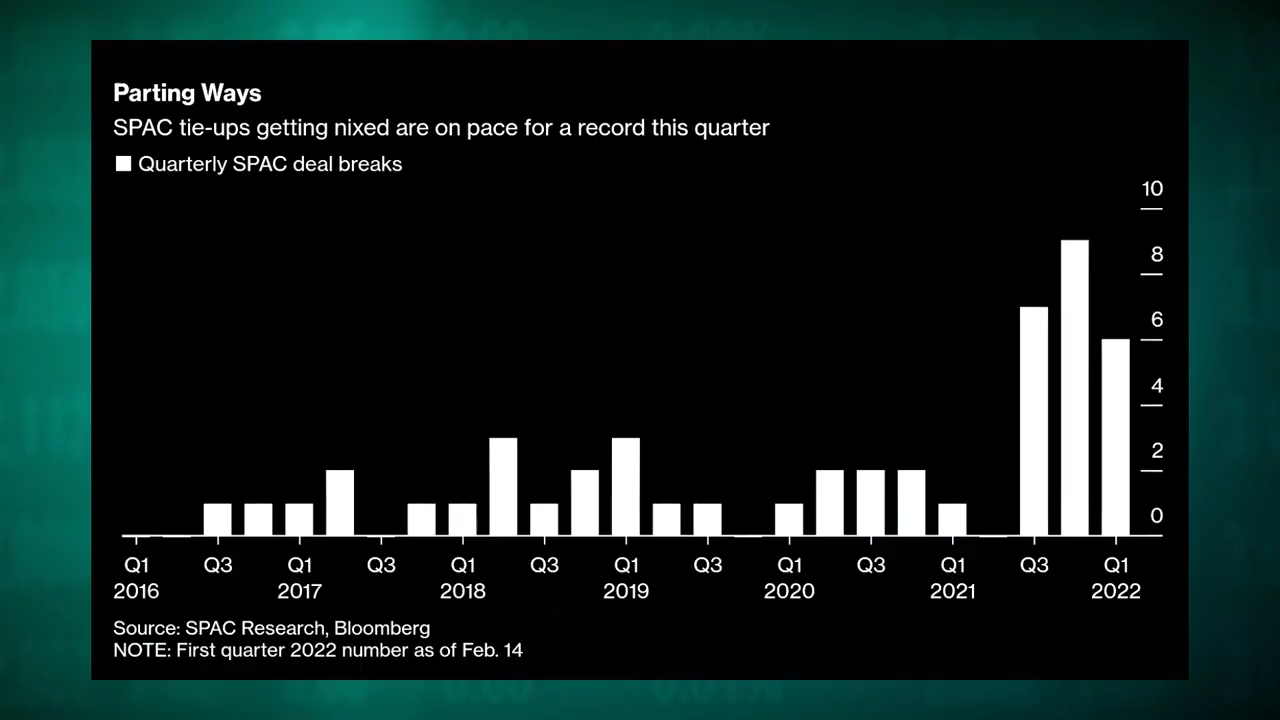 Parting Ways
SPAC tie-ups getting nixed are on pace for a record this quarter
Quarterly SPAC deal breaks
10
8
6
4
2
0
Q1 Q3 Q1 Q3 Q1 Q3 Q1 Q3 Q1 Q3 Q1 Q3 Q1
2016 2017 2018 2019 2020 2021 2022
Source: SPAC Research, Bloomberg
NOTE: First quarter 2022 number as of Feb. 14